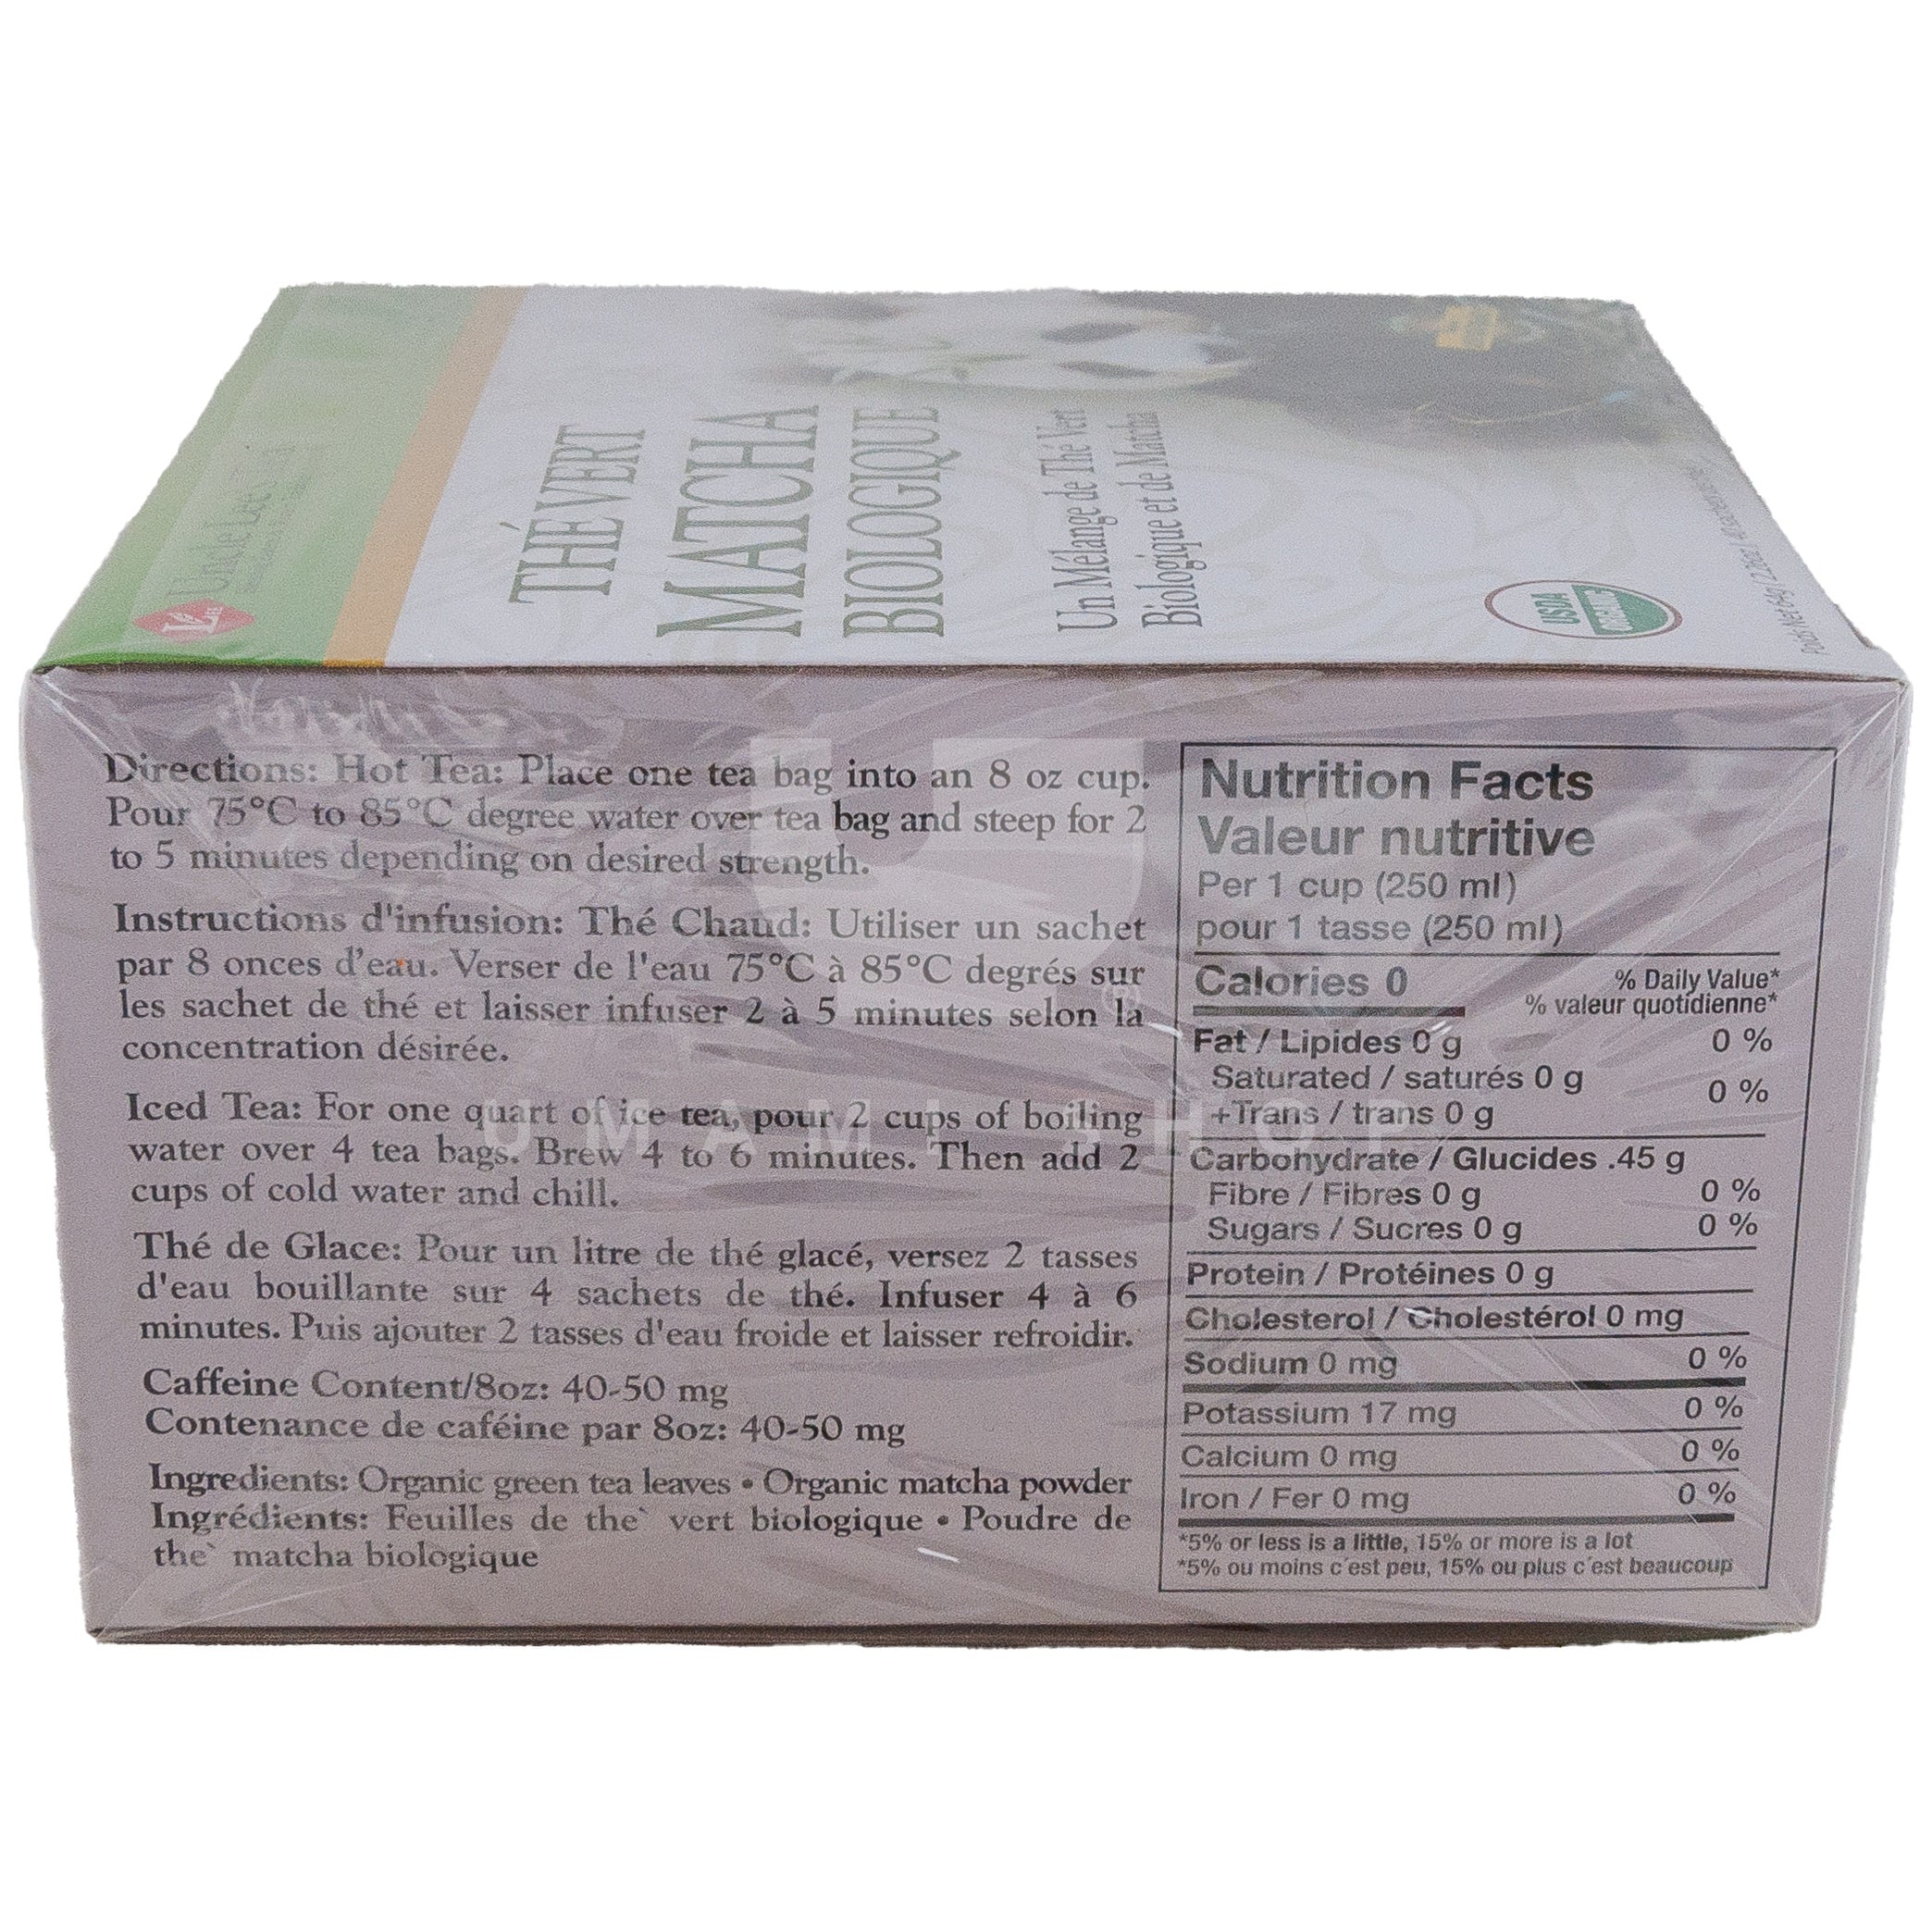 Uncle Lee's Tea
THÉ VERT
MATCHA
BIOLOGIQUE
Un Mélange de Thé Vert
Biologique et de Matcha
USDA
ORGANIC
Poids Net 64g / 2.26oz
Directions: Hot Tea: Place one tea bag into an 8 oz cup.
Pour 75°C to 85°C degree water over tea bag and steep for 2
to 5 minutes depending on desired strength.
Instructions d'infusion: Thé Chaud: Utiliser un sachet
par 8 onces d'eau. Verser de l'eau 75°C à 85°C degrés sur
les sachet de thé et laisser infuser 2 à 5 minutes selon la
concentration désirée.
Iced Tea: For one quart of ice tea, pour 2 cups of boiling
water over 4 tea bags. Brew 4 to 6 minutes. Then add 2
cups of cold water and chill.
Thé de Glace: Pour un litre de thé glacé, versez 2 tasses
d'eau bouillante sur 4 sachets de thé. Infuser 4 à 6
minutes. Puis ajouter 2 tasses d'eau froide et laisser refroidir.
Caffeine Content/8oz: 40-50 mg
Contenance de caféine par 8oz: 40-50 mg
Ingredients: Organic green tea leaves • Organic matcha powder
Ingrédients: Feuilles de the` vert biologique • Poudre de
the` matcha biologique
Nutrition Facts
Valeur nutritive
Per 1 cup (250 ml)
pour 1 tasse (250 ml)
Calories 0
% Daily Value*
% valeur quotidienne*
Fat / Lipides 0 g 0 %
Saturated / saturés 0 g
+Trans / trans 0 g 0 %
Carbohydrate / Glucides .45 g
Fibre / Fibres 0 g 0 %
Sugars / Sucres 0 g 0 %
Protein / Protéines 0 g
Cholesterol / Cholestérol 0 mg
Sodium 0 mg 0 %
Potassium 17 mg 0 %
Calcium 0 mg 0 %
Iron / Fer 0 mg 0 %
*5% or less is a little, 15% or more is a lot
*5% ou moins c'est peu, 15% ou plus c'est beaucoup
UMAMI SHOP